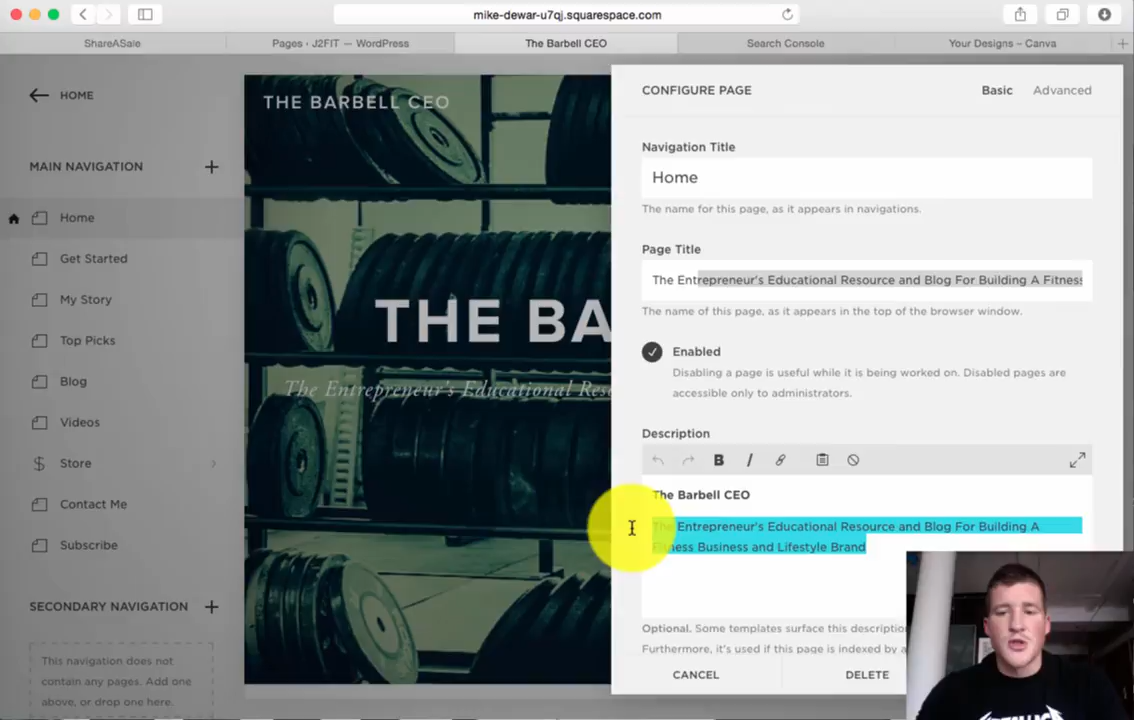 mike-dewar-u7qj.squarespace.com
ShareASale
Pages ‹ J2FIT — WordPress
The Barbell CEO
Search Console
Your Designs – Canva
HOME
MAIN NAVIGATION
Home
Get Started
My Story
Top Picks
Blog
Videos
Store
Contact Me
Subscribe
SECONDARY NAVIGATION
This navigation does not
contain any pages. Add one
above, or drop one here.
THE BARBELL CEO
THE BA
The Entrepreneur's Educational Reso
CONFIGURE PAGE
Basic
Advanced
Navigation Title
Home
The name for this page, as it appears in navigations.
Page Title
The Entrepreneur's Educational Resource and Blog For Building A Fitness
The name of this page, as it appears in the top of the browser window.
Enabled
Disabling a page is useful while it is being worked on. Disabled pages are
accessible only to administrators.
Description
B I
The Barbell CEO
The Entrepreneur's Educational Resource and Blog For Building A
Fitness Business and Lifestyle Brand
Optional. Some templates surface this description
Furthermore, it's used if this page is indexed by a
CANCEL
DELETE
METALLICA